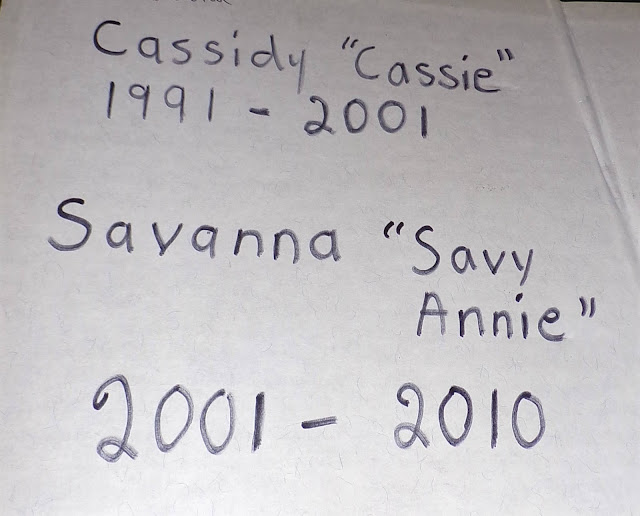 Cassidy "Cassie"
1991 - 2001
Savanna "Savy
Annie"
2001 - 2010